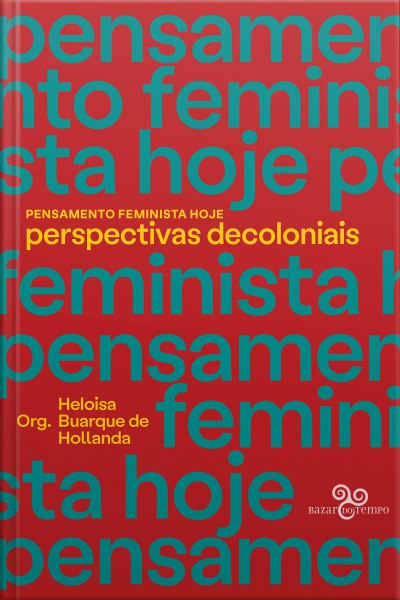 pensamen
nto feminis
sta hoje pe
PENSAMENTO FEMINISTA HOJE
perspectivas decoloniais
feminista h
pensamen
Heloisa
Org. Buarque de
Hollanda
femini
sta hoje
BAZAR DO TEMPO
pensamen